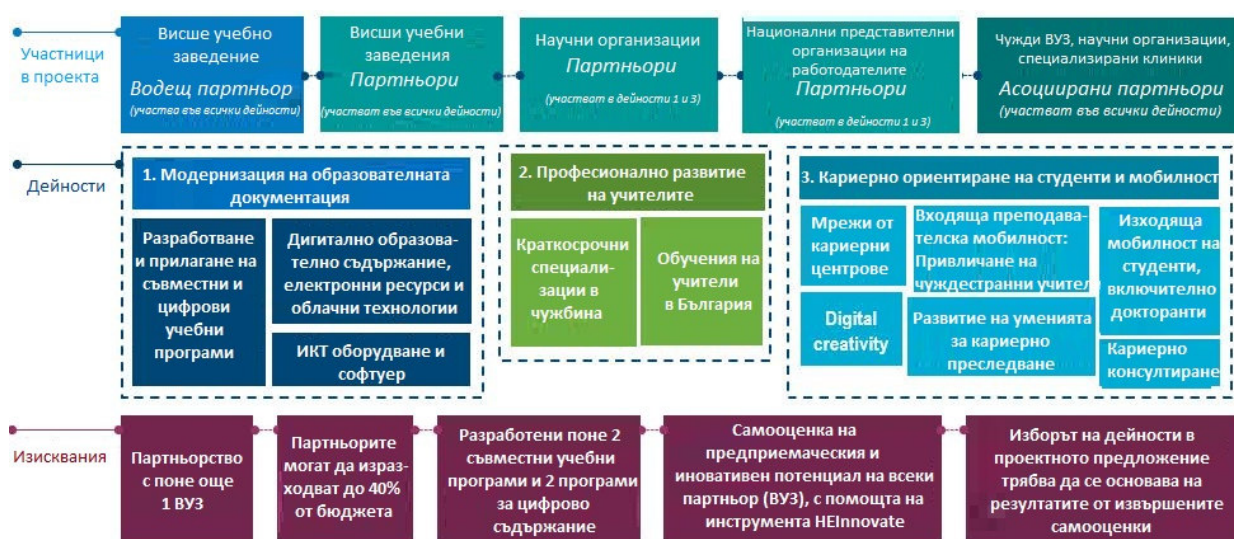 Участници
в проекта
Висше учебно
заведение
Водещ партньор
(участва във всички дейности)
Висши учебни
заведения
Партньори
(участват във всички дейности)
Научни организации
Партньори
(участват в дейности 1 и 3)
Национални представителни
организации на
работодателите
Партньори
(участват в дейности 1 и 3)
Чужди ВУЗ, научни организации,
специализирани клиники
Асоциирани партньори
(участват във всички дейности)
Дейности
1. Модернизация на образователната
документация
Разработване
и прилагане на
съвместни и
цифрови
учебни
програми
Дигитално образова-
телно съдържание,
електронни ресурси и
облачни технологии
ИКТ оборудване и
софтуер
2. Професионално развитие
на учителите
Краткосрочни
специали-
зации в
чужбина
Обучения на
учители
в България
3. Кариерно ориентиране на студенти и мобилност
Мрежи от
кариерни
центрове
Входяща преподава-
телска мобилност:
Привличане на
чуждестранни учители
Изходяща
мобилност на
студенти,
включително
докторанти
Digital
creativity
Развитие на уменията
за кариерно
преследване
Кариерно
консултиране
Изисквания
Партньорство
с поне още
1 ВУЗ
Партньорите
могат да израз-
ходват до 40%
от бюджета
Разработени поне 2
съвместни учебни
програми и 2 програми
за цифрово
съдържание
Самооценка на
предприемаческия и
иновативен потенциал на всеки
партньор (ВУЗ), с помощта на
инструмента HEInnovate
Изборът на дейности в
проектното предложение
трябва да се основава на
резултатите от извършените
самооценки